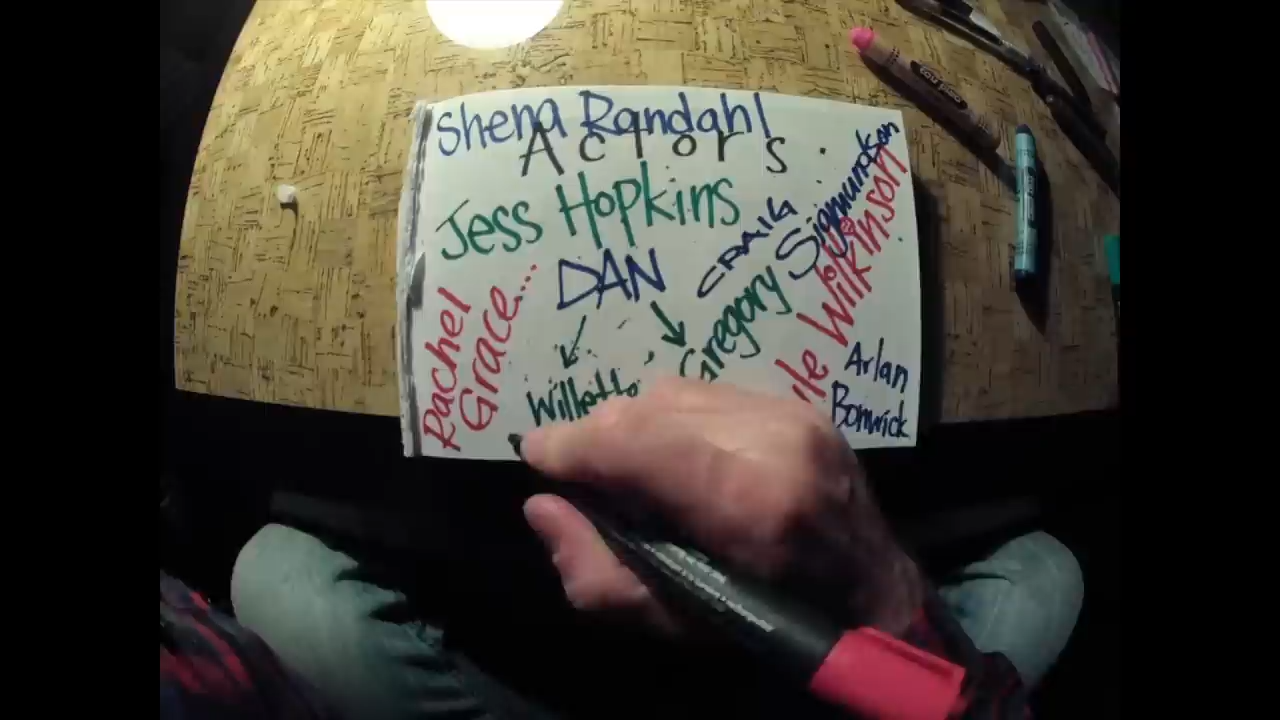 Shena Randahl
Actors.
Jess Hopkins
DAN
CRAIG
Sigmundson
Gregory
Wilkinson
Rachel
Grace...
Arlan
Bonwick